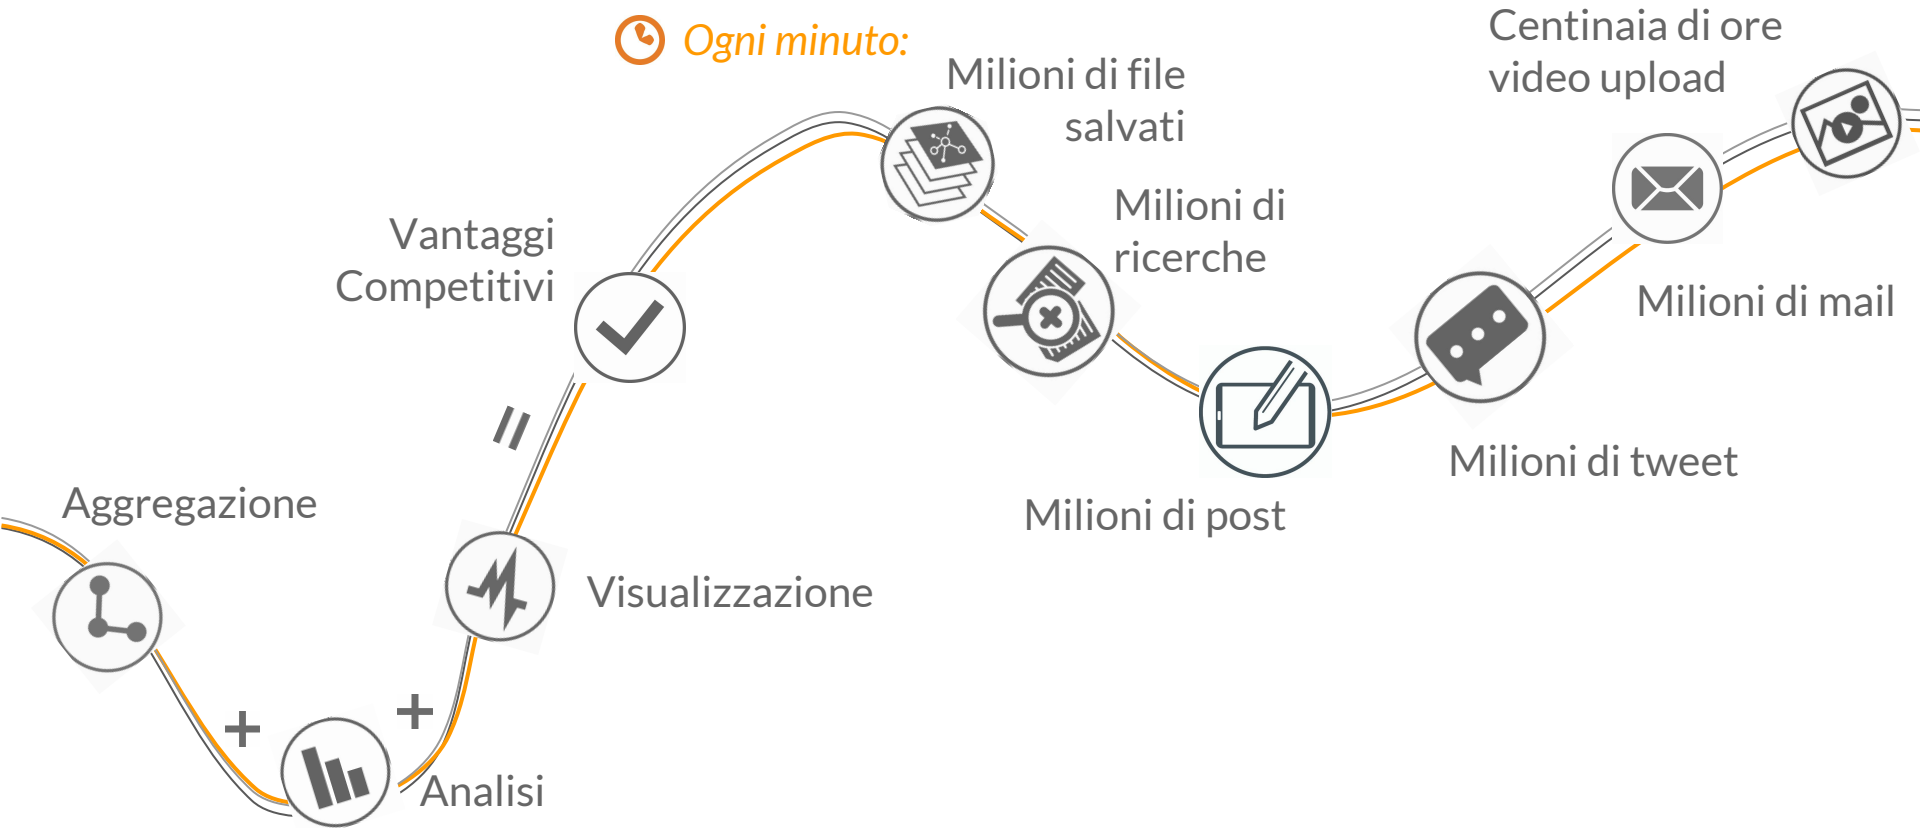 Ogni minuto:
Milioni di file
salvati
Centinaia di ore
video upload
Milioni di
ricerche
Vantaggi
Competitivi
Milioni di mail
Milioni di tweet
Milioni di post
Aggregazione
Visualizzazione
Analisi
+
+
=